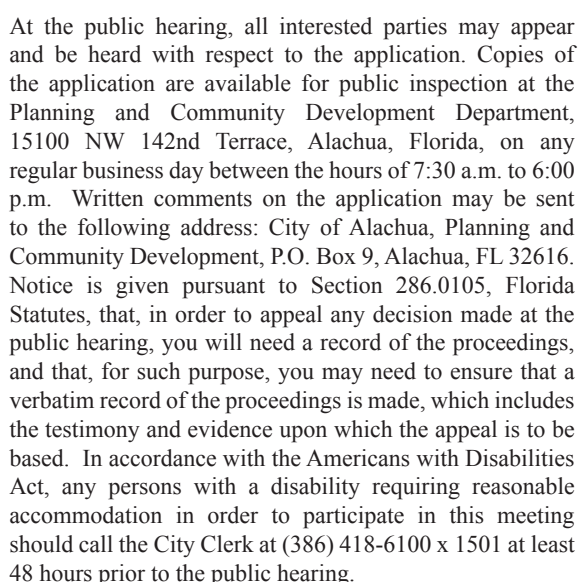 At the public hearing, all interested parties may appear
and be heard with respect to the application. Copies of
the application are available for public inspection at the
Planning and Community Development Department,
15100 NW 142nd Terrace, Alachua, Florida, on any
regular business day between the hours of 7:30 a.m. to 6:00
p.m. Written comments on the application may be sent
to the following address: City of Alachua, Planning and
Community Development, P.O. Box 9, Alachua, FL 32616.
Notice is given pursuant to Section 286.0105, Florida
Statutes, that, in order to appeal any decision made at the
public hearing, you will need a record of the proceedings,
and that, for such purpose, you may need to ensure that a
verbatim record of the proceedings is made, which includes
the testimony and evidence upon which the appeal is to be
based. In accordance with the Americans with Disabilities
Act, any persons with a disability requiring reasonable
accommodation in order to participate in this meeting
should call the City Clerk at (386) 418-6100 x 1501 at least
48 hours prior to the public hearing.